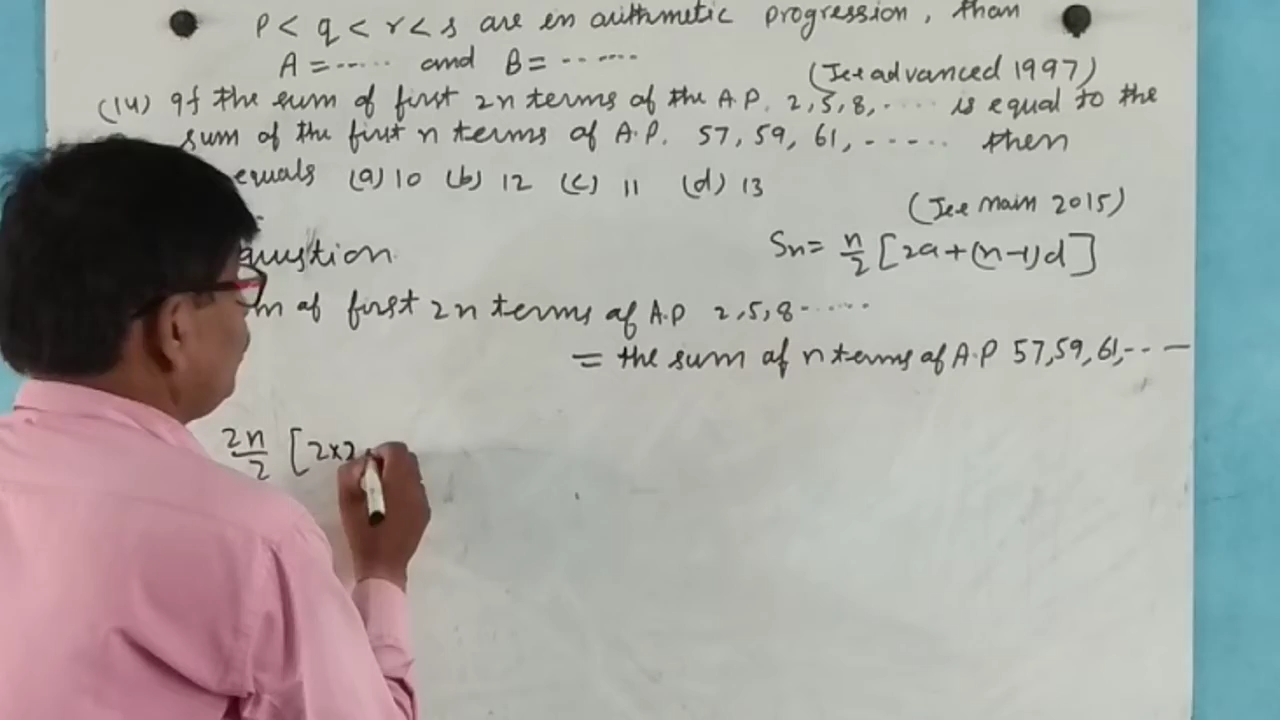 P < q < r < s are in arithmetic progression, than
A = ..... and B = ......
(Jee advanced 1997)
(14) If the sum of first 2n terms of the A.P. 2, 5, 8, .... is equal to the
sum of the first n terms of A.P. 57, 59, 61, ...... then
equals (a) 10 (b) 12 (c) 11 (d) 13
(Jee main 2015)
question
Sn = n/2 [2a + (n-1)d]
of first 2n terms of A.P 2, 5, 8 .....
= the sum of n terms of A.P 57, 59, 61, ...
2n/2 [2×2